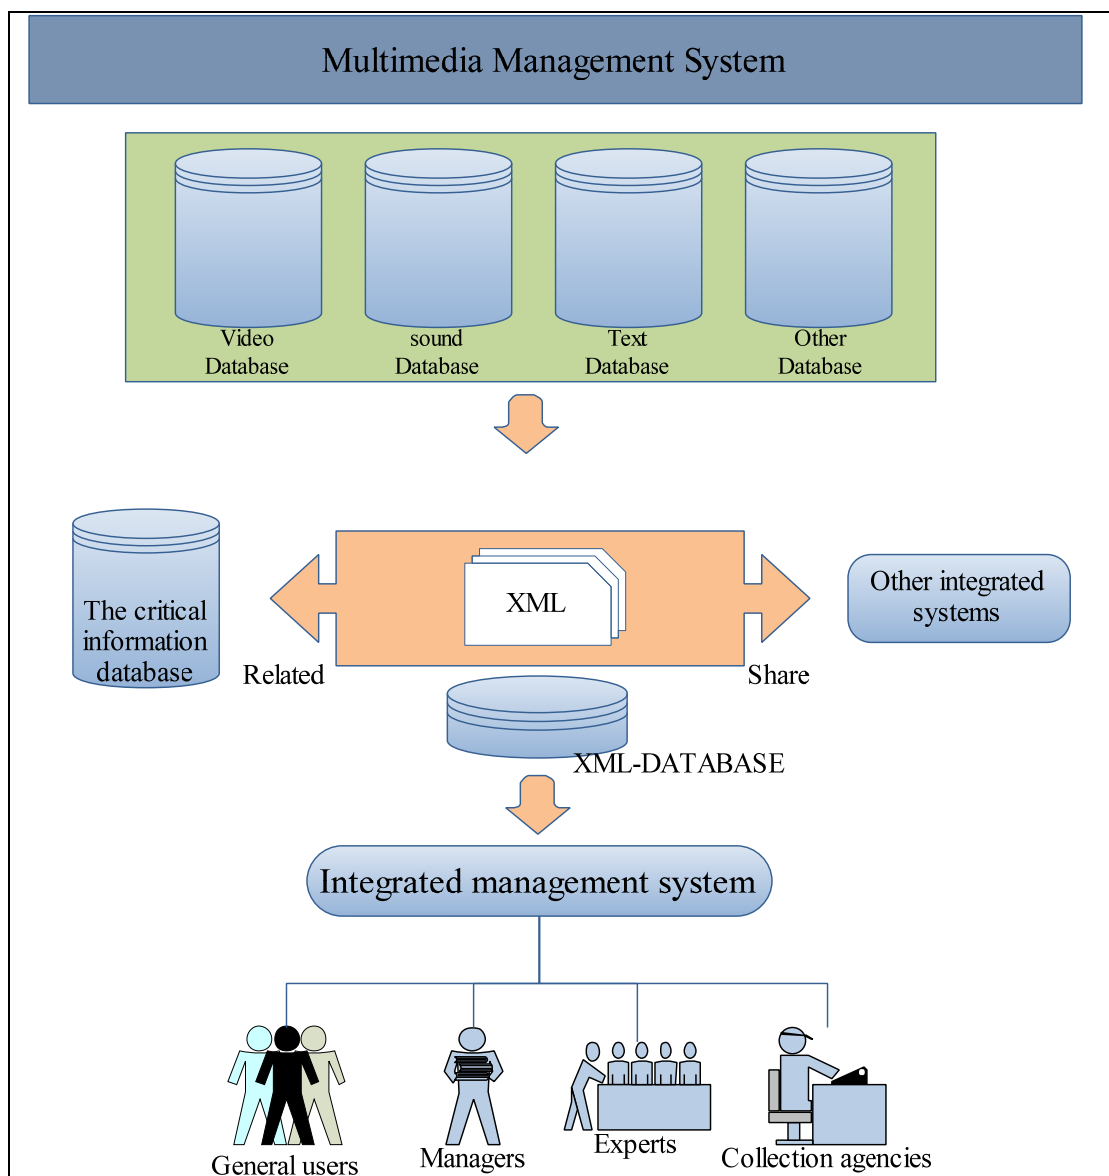 Multimedia Management System
Video
Database
sound
Database
Text
Database
Other
Database
The critical
information
database
Related
XML
Share
Other integrated
systems
XML-DATABASE
Integrated management system
General users
Managers
Experts
Collection agencies